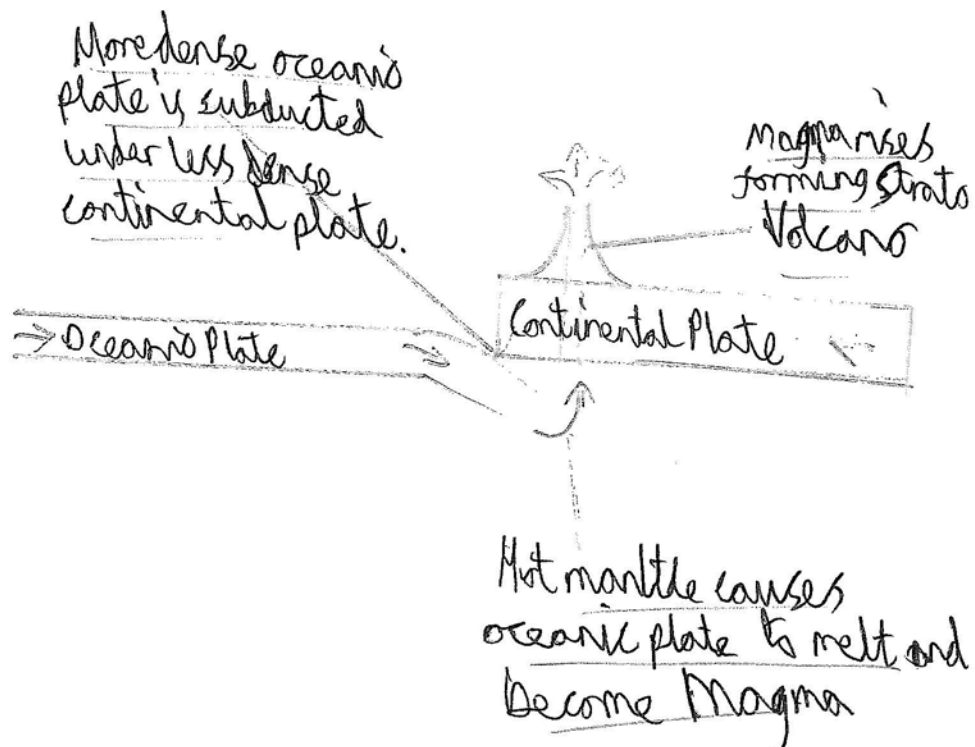 More dense oceanic
plate is subducted
under less dense
continental plate.
magma rises
forming strato
Volcano
Oceanic Plate
Continental Plate
Hot mantle causes
oceanic plate to melt and
become Magma